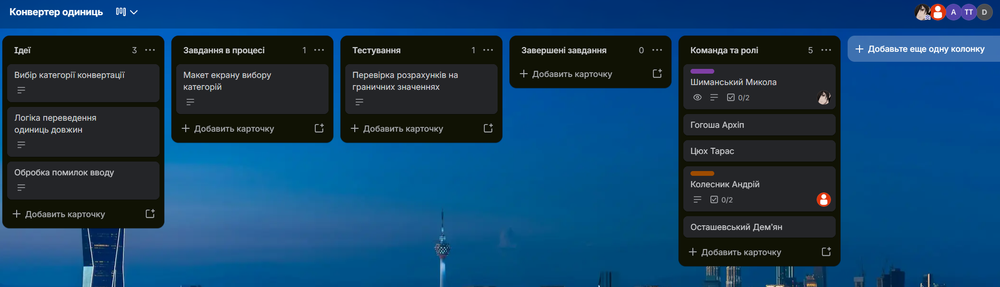 Конвертер одиниць
A
TT
D
Ідеї
3
Вибір категорії конвертації
Логіка переведення
одиниць довжин
Обробка помилок вводу
Добавить карточку
Завдання в процесі
1
Макет екрану вибору
категорій
Добавить карточку
Тестування
1
Перевірка розрахунків на
граничних значеннях
Добавить карточку
Завершені завдання
0
Добавить карточку
Команда та ролі
5
Шиманський Микола
0/2
Гогоша Архіп
Цюх Тарас
Колесник Андрій
0/2
Осташевський Дем’ян
Добавить карточку
Добавьте еще одну колонку